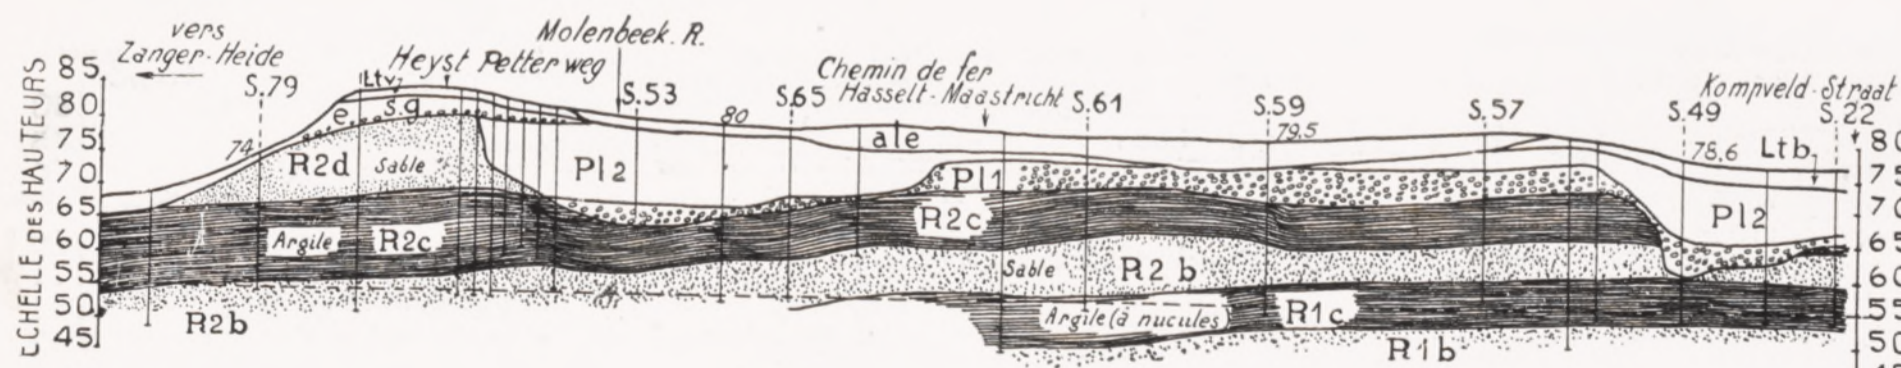 vers
Zanger-Heide
Heyst Petter weg
Molenbeek. R.
Chemin de fer
Hasselt-Maastricht
Kompveld-Straat
S.79
S.53
S.65
S.61
S.59
S.57
S.49
S.22
ECHELLE DES HAUTEURS
85
80
75
70
65
60
55
50
45
Ltv
e
s.g
74
80
79.5
78.6
Ltb
R2d
Sable
Pl2
ale
Pl1
Pl2
Argile
R2c
R2c
Sable
R2b
R2b
Argile (à nucules)
R1c
R1b
80
75
70
65
60
55
50